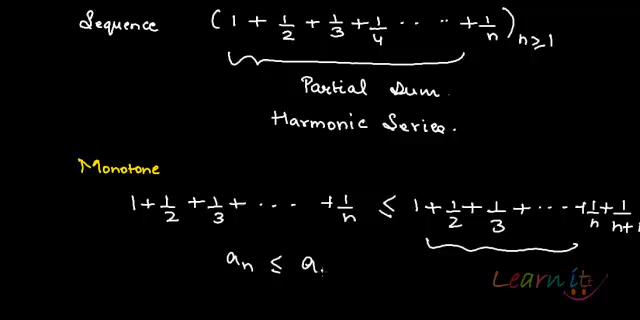 Sequence (1 + 1/2 + 1/3 + 1/4 ..... + 1/n)n≥1
Partial Sum.
Harmonic Series.
Monotone
1 + 1/2 + 1/3 + .... + 1/n ≤ 1 + 1/2 + 1/3 + .... + 1/n + 1/n+1
an ≤ a.
Learnit